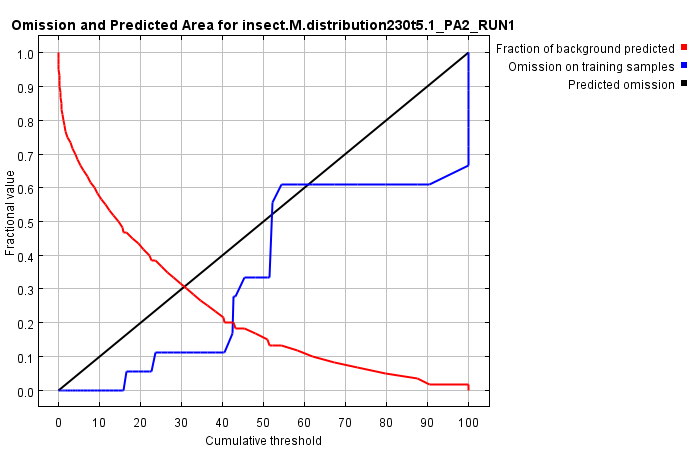 Omission and Predicted Area for insect.M.distribution230t5.1_PA2_RUN1
Fraction of background predicted
Omission on training samples
Predicted omission
Fractional value
1.0
0.9
0.8
0.7
0.6
0.5
0.4
0.3
0.2
0.1
0.0
0 10 20 30 40 50 60 70 80 90 100
Cumulative threshold